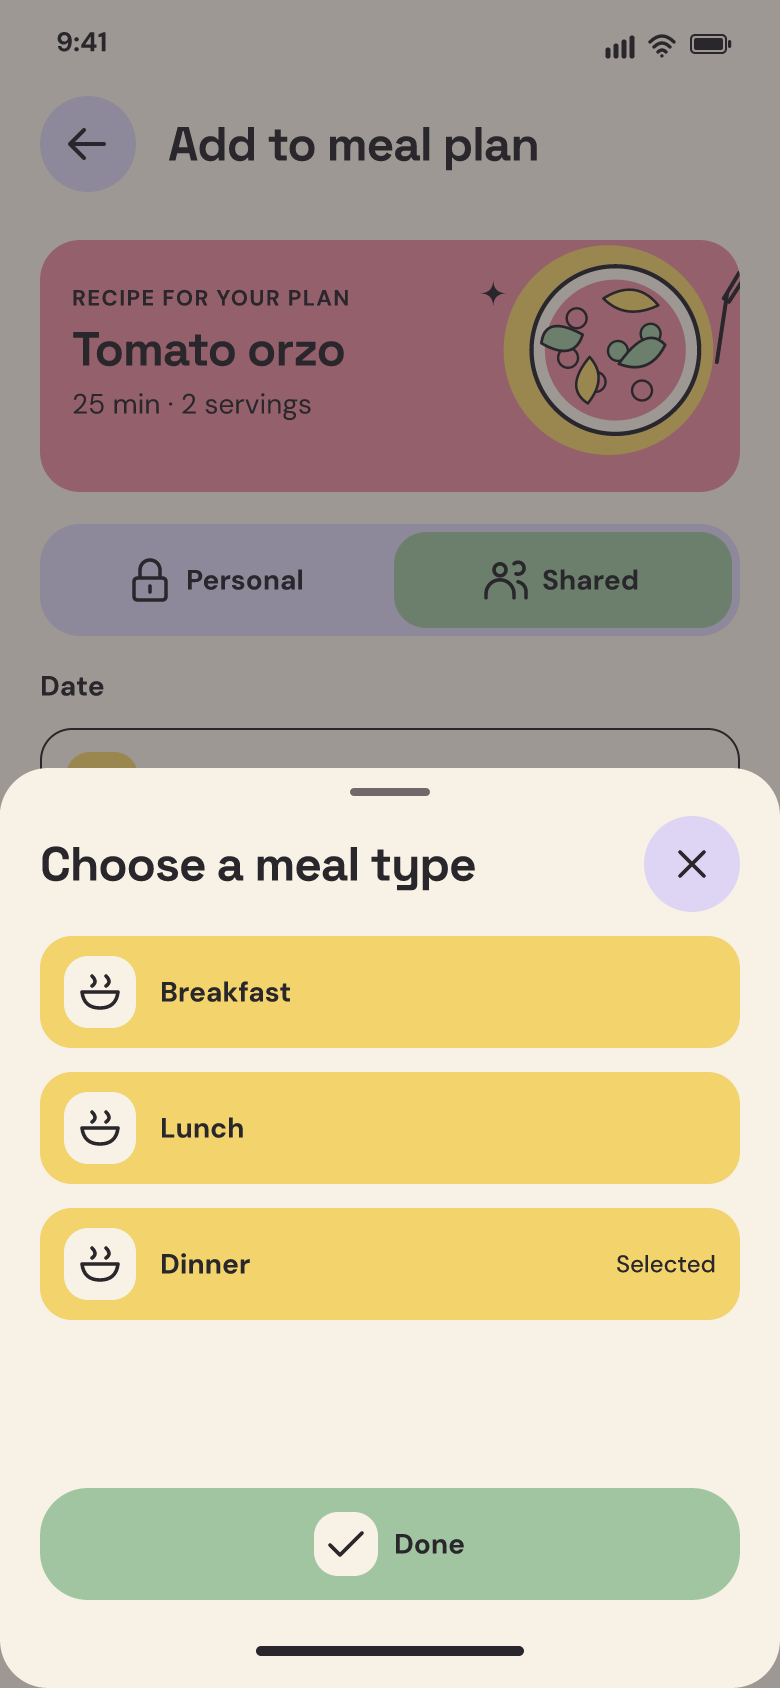 9:41
Add to meal plan
RECIPE FOR YOUR PLAN
Tomato orzo
25 min · 2 servings
Personal
Shared
Date
Choose a meal type
Breakfast
Lunch
Dinner
Selected
Done